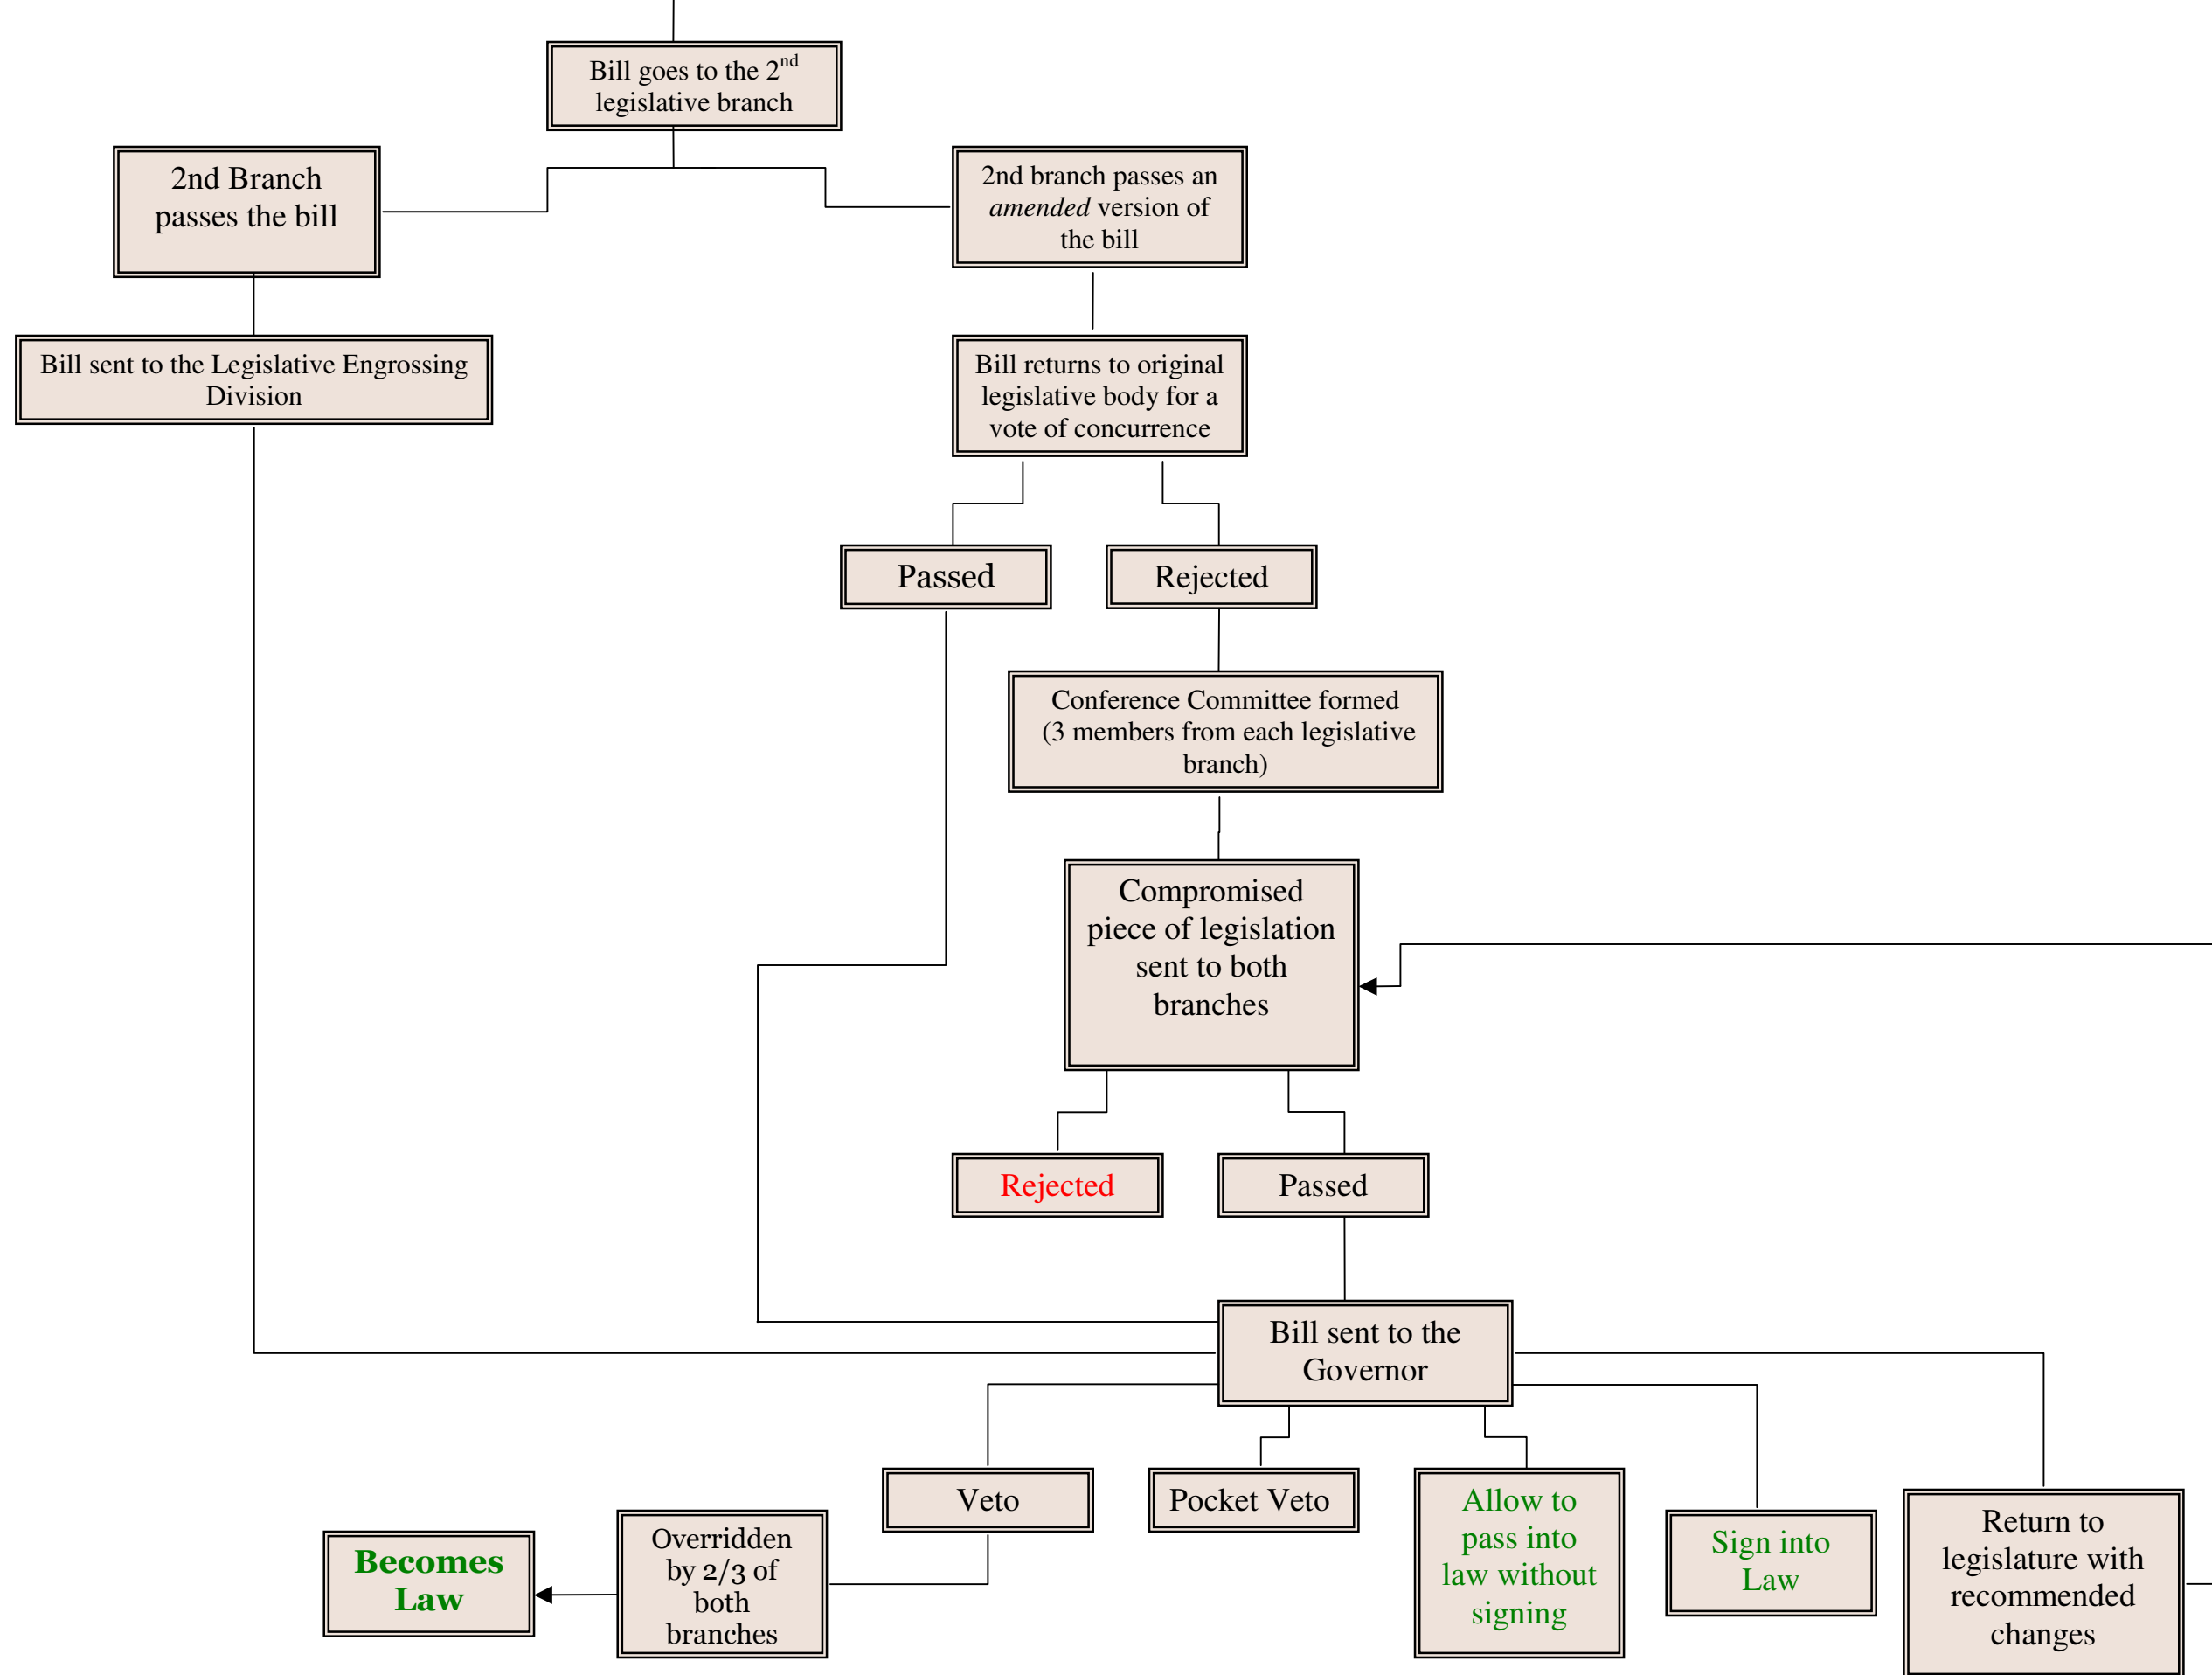 Bill goes to the 2nd
legislative branch
2nd Branch
passes the bill
2nd branch passes an
amended version of
the bill
Bill sent to the Legislative Engrossing
Division
Bill returns to original
legislative body for a
vote of concurrence
Passed
Rejected
Conference Committee formed
(3 members from each legislative
branch)
Compromised
piece of legislation
sent to both
branches
Rejected
Passed
Bill sent to the
Governor
Veto
Pocket Veto
Allow to
pass into
law without
signing
Sign into
Law
Return to
legislature with
recommended
changes
Overridden
by 2/3 of
both
branches
Becomes
Law